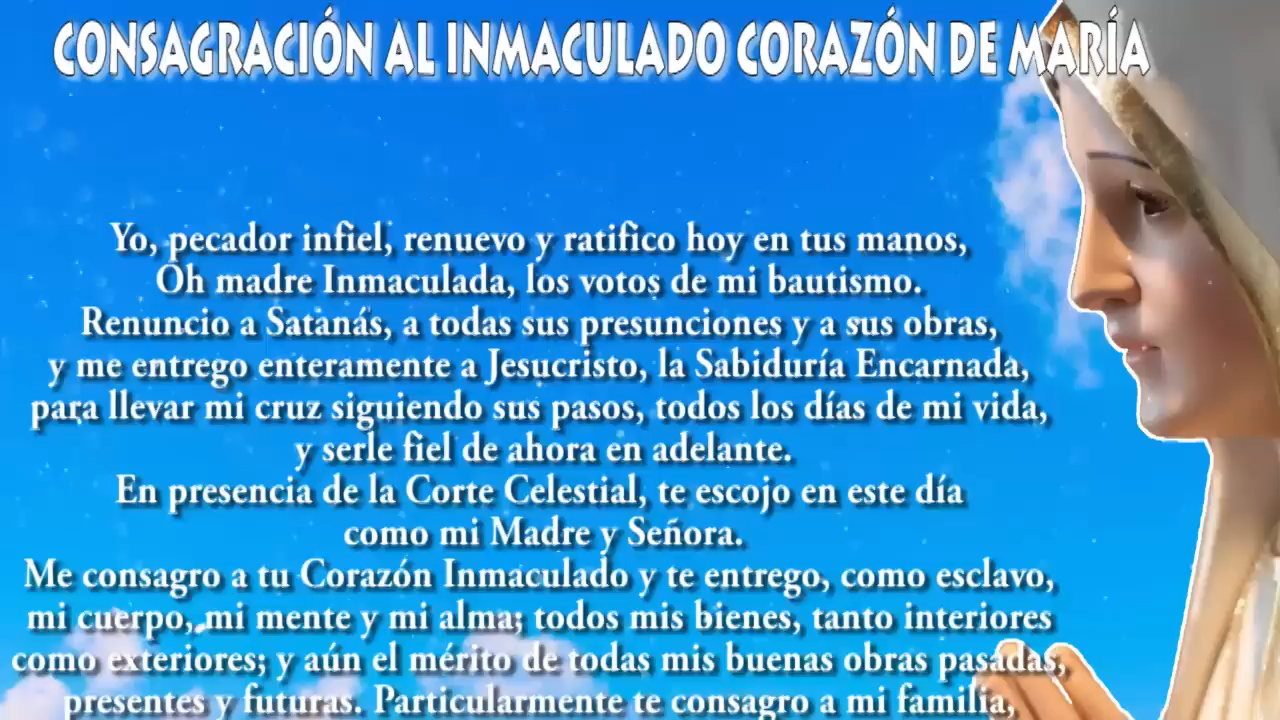 CONSAGRACIÓN AL INMACULADO CORAZÓN DE MARÍA
Yo, pecador infiel, renuevo y ratifico hoy en tus manos,
Oh madre Inmaculada, los votos de mi bautismo.
Renuncio a Satanás, a todas sus presunciones y a sus obras,
y me entrego enteramente a Jesucristo, la Sabiduría Encarnada,
para llevar mi cruz siguiendo sus pasos, todos los días de mi vida,
y serle fiel de ahora en adelante.
En presencia de la Corte Celestial, te escojo en este día
como mi Madre y Señora.
Me consagro a tu Corazón Inmaculado y te entrego, como esclavo,
mi cuerpo, mi mente y mi alma; todos mis bienes, tanto interiores
como exteriores; y aún el mérito de todas mis buenas obras pasadas,
presentes y futuras. Particularmente te consagro a mi familia,